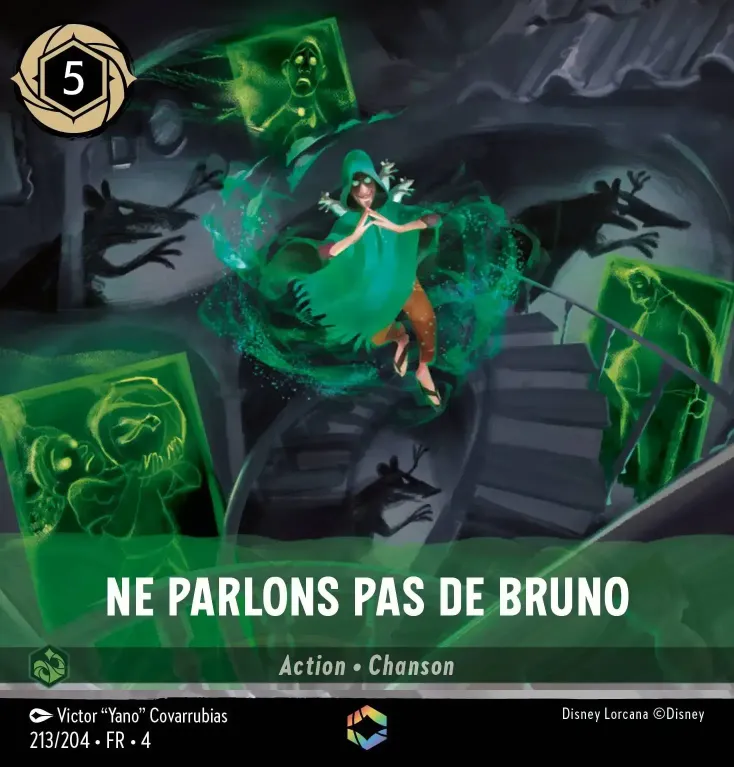 5
NE PARLONS PAS DE BRUNO
Action • Chanson
Victor “Yano” Covarrubias
Disney Lorcana ©Disney
213/204 • FR • 4